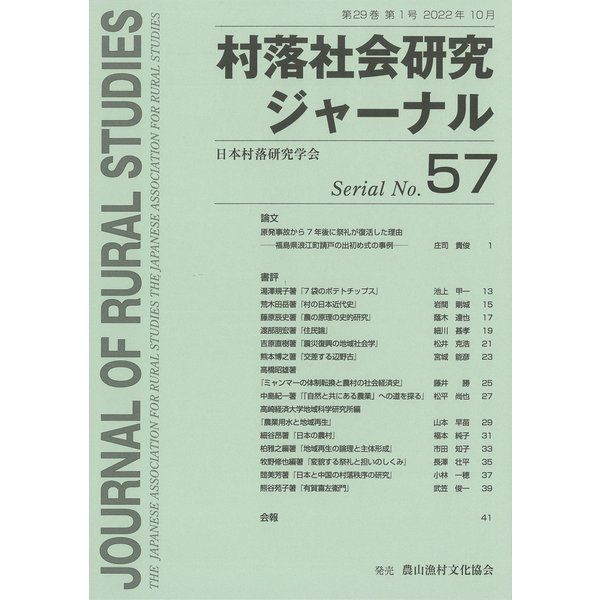 第29巻 第1号 2022年 10月
村落社会研究
ジャーナル
日本村落研究学会
Serial No. 57
JOURNAL OF RURAL STUDIES
THE JAPANESE ASSOCIATION FOR RURAL STUDIES THE JAPANESE ASSOCIATION FOR RURAL STUDIES
論文
原発事故から7年後に祭礼が復活した理由
――福島県浪江町請戸の出初め式の事例―― 庄司 貴俊 1
書評
湯澤規子著『7袋のポテトチップス』 池上 甲一 13
荒木田岳著『村の日本近代史』 岩間 剛城 15
藤原辰史著『農の原理の史的研究』 蔭木 達也 17
渡部朋宏著『住民論』 細川 甚孝 19
吉原直樹著『震災復興の地域社会学』 松井 克浩 21
熊本博之著『交差する辺野古』 宮城 能彦 23
高橋昭雄著
『ミャンマーの体制転換と農村の社会経済史』 藤井 勝 25
中島紀一著『「自然と共にある農業」への道を探る』 松平 尚也 27
高崎経済大学地域科学研究所編
『農業用水と地域再生』 山本 早苗 29
細谷昂著『日本の農村』 福本 純子 31
柏雅之編著『地域再生の論理と主体形成』 市田 知子 33
牧野修也編著『変貌する祭礼と担いのしくみ』 長澤 壮平 35
閻美芳著『日本と中国の村落秩序の研究』 小林 一穂 37
熊谷苑子著『有賀喜左衞門』 武笠 俊一 39
会報 41
発売 農山漁村文化協会